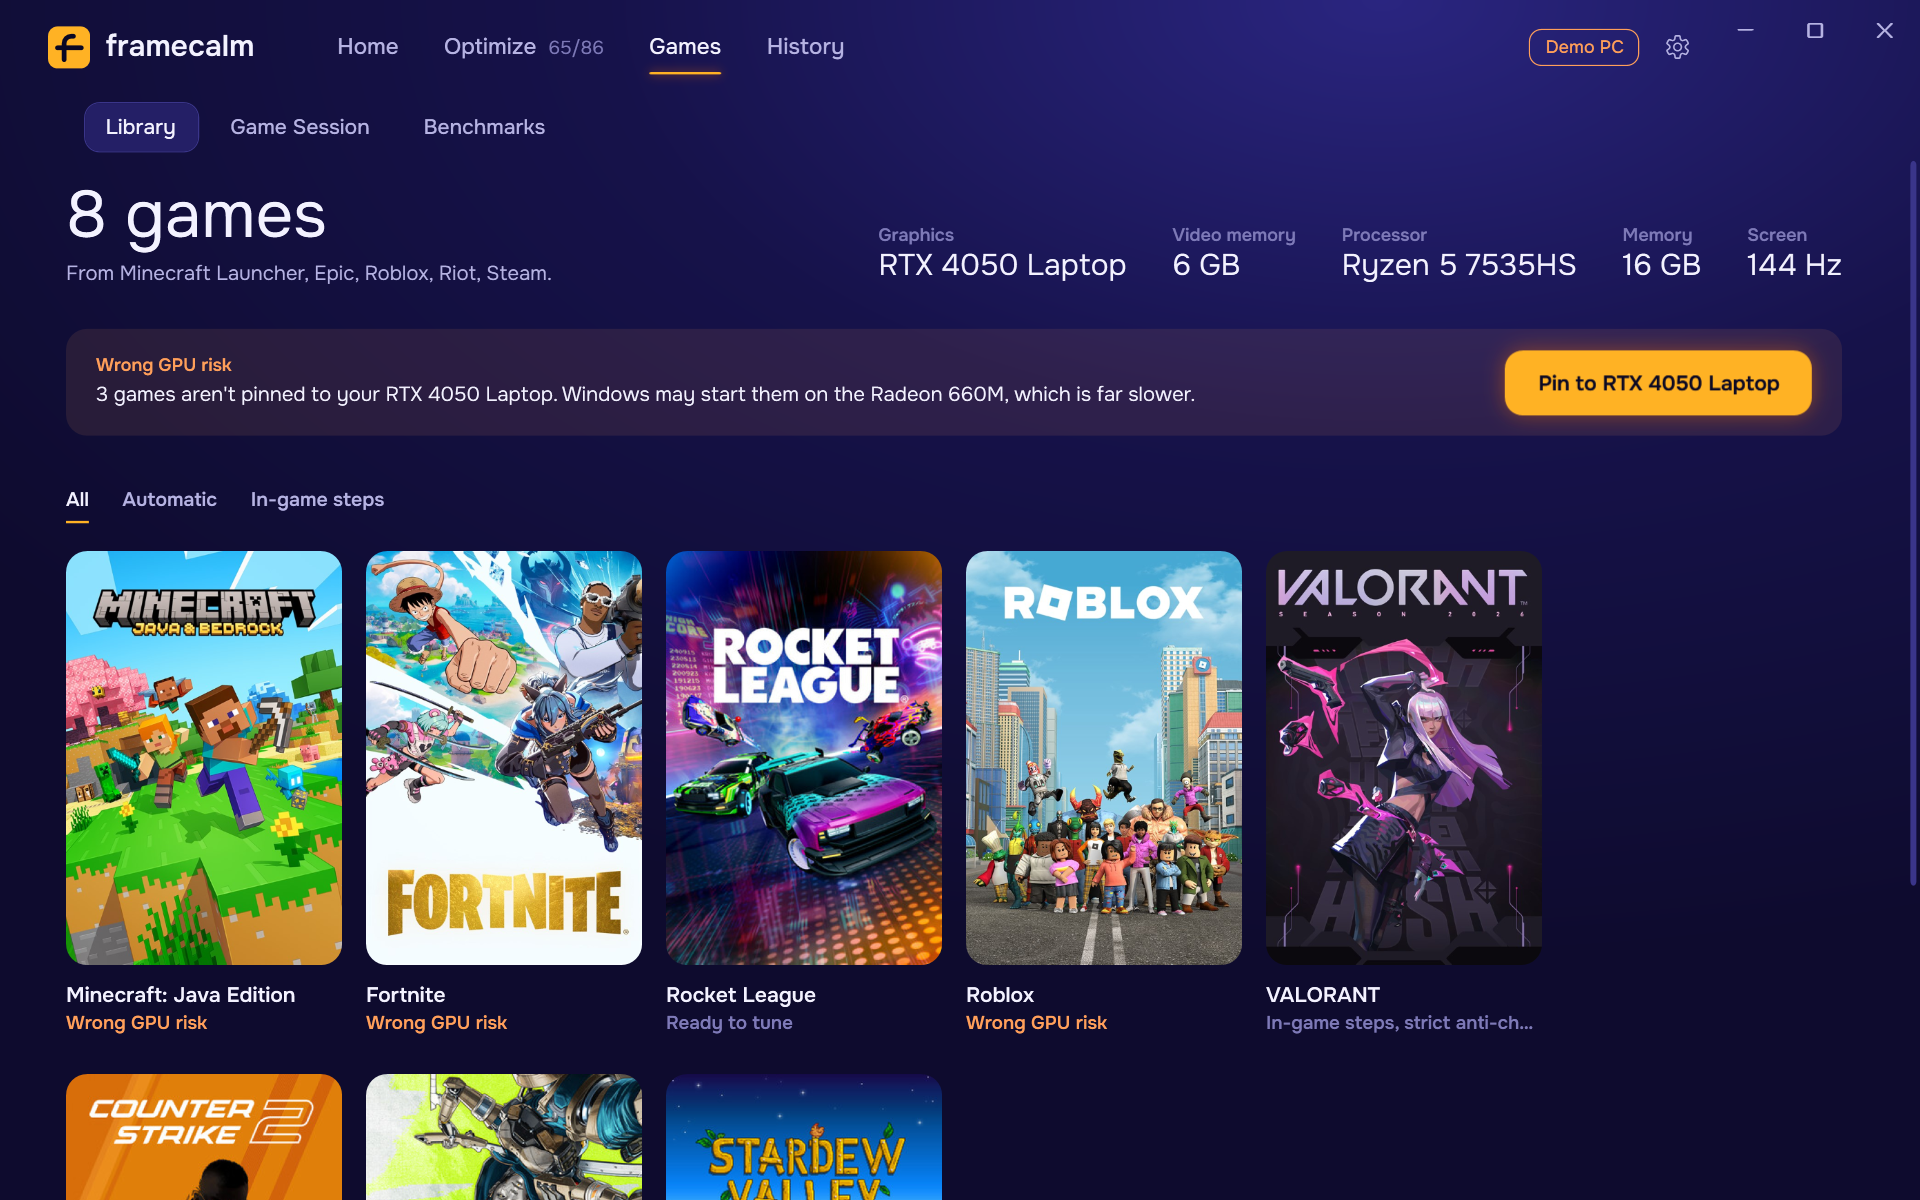 framecalm
Home
Optimize 65/86
Games
History
Demo PC
Library
Game Session
Benchmarks
8 games
From Minecraft Launcher, Epic, Roblox, Riot, Steam.
Graphics
RTX 4050 Laptop
Video memory
6 GB
Processor
Ryzen 5 7535HS
Memory
16 GB
Screen
144 Hz
Wrong GPU risk
3 games aren't pinned to your RTX 4050 Laptop. Windows may start them on the Radeon 660M, which is far slower.
Pin to RTX 4050 Laptop
All
Automatic
In-game steps
MINECRAFT
JAVA & BEDROCK
FORTNITE
ROCKET
LEAGUE
ROBLOX
VALORANT
SEASON 2026
Minecraft: Java Edition
Wrong GPU risk
Fortnite
Wrong GPU risk
Rocket League
Ready to tune
Roblox
Wrong GPU risk
VALORANT
In-game steps, strict anti-ch...
COUNTER
STRIKE 2
STARDEW
VALLEY